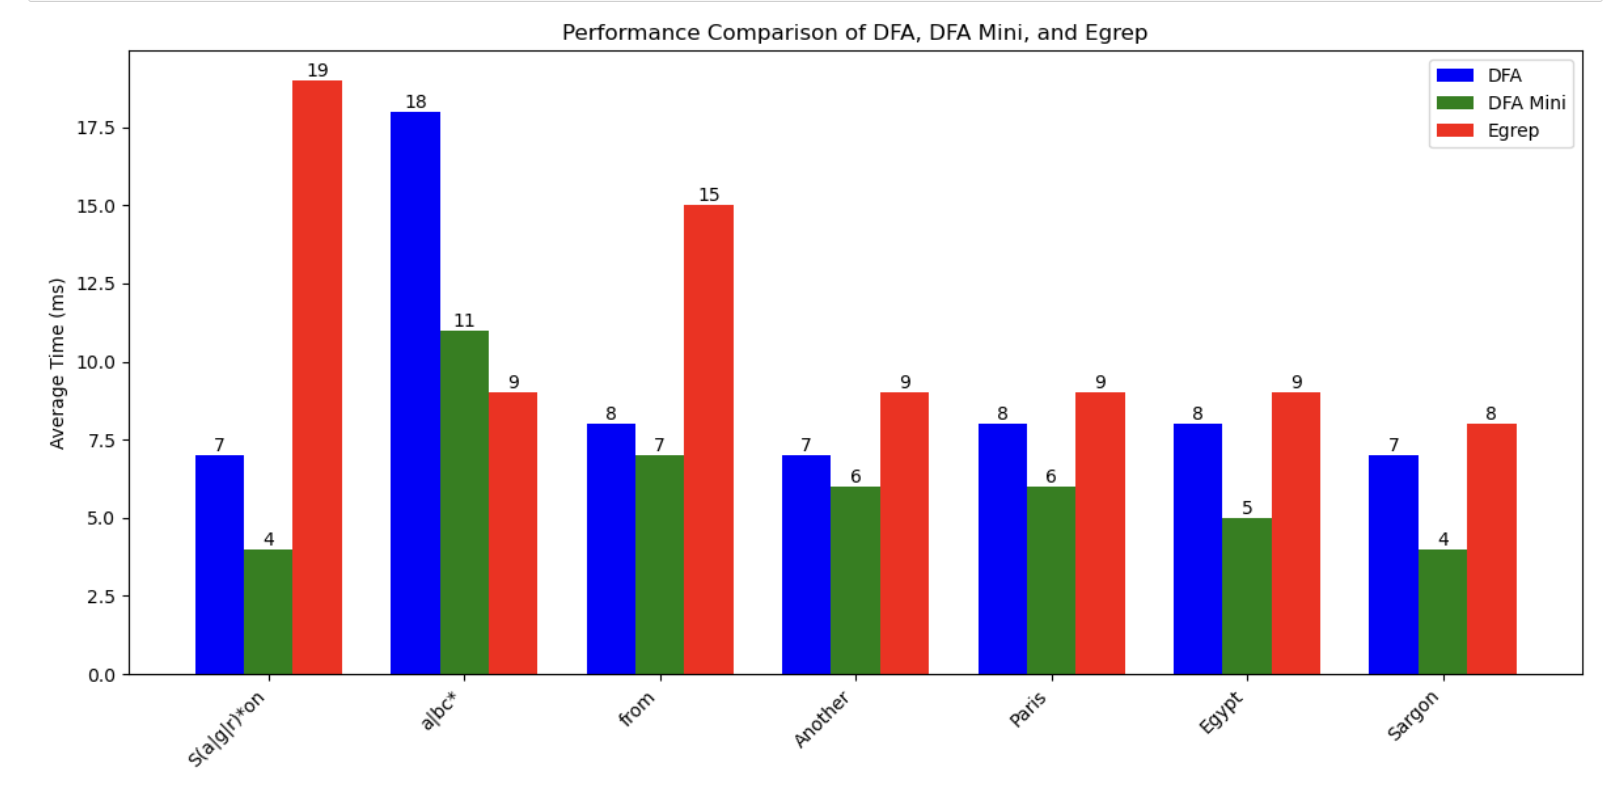 Performance Comparison of DFA, DFA Mini, and Egrep
DFA
DFA Mini
Egrep
Average Time (ms)
17.5
15.0
12.5
10.0
7.5
5.0
2.5
0.0
7
4
19
18
11
9
8
7
15
7
6
9
8
6
9
8
5
9
7
4
8
S(a|g|r)*on
a|bc*
from
Another
Paris
Egypt
Sargon